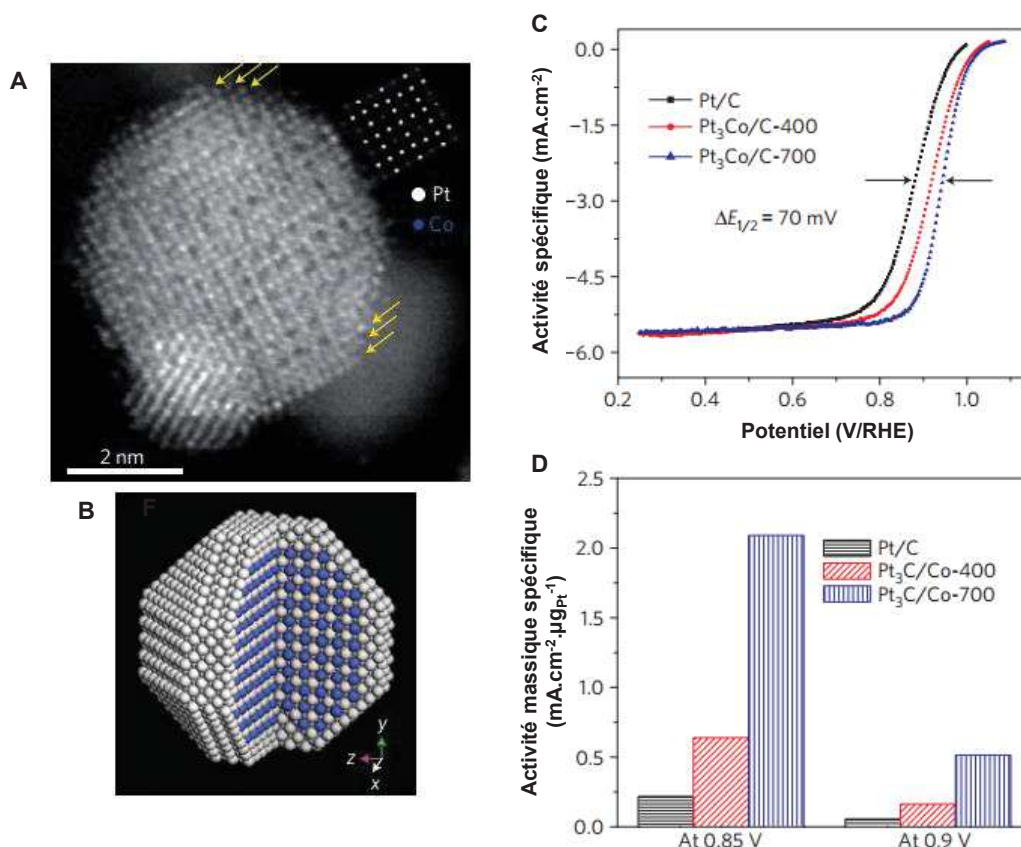 A
Pt
Co
2 nm
B
F
y
z
x
C
Activité spécifique (mA.cm⁻²)
0.0
−1.5
−3.0
−4.5
−6.0
Pt/C
Pt₃Co/C-400
Pt₃Co/C-700
ΔE₁/₂ = 70 mV
0.2
0.4
0.6
0.8
1.0
Potentiel (V/RHE)
D
Activité massique spécifique
(mA.cm⁻².µgPt⁻¹)
2.5
2.0
1.5
1.0
0.5
0.0
Pt/C
Pt₃C/Co-400
Pt₃C/Co-700
At 0.85 V
At 0.9 V